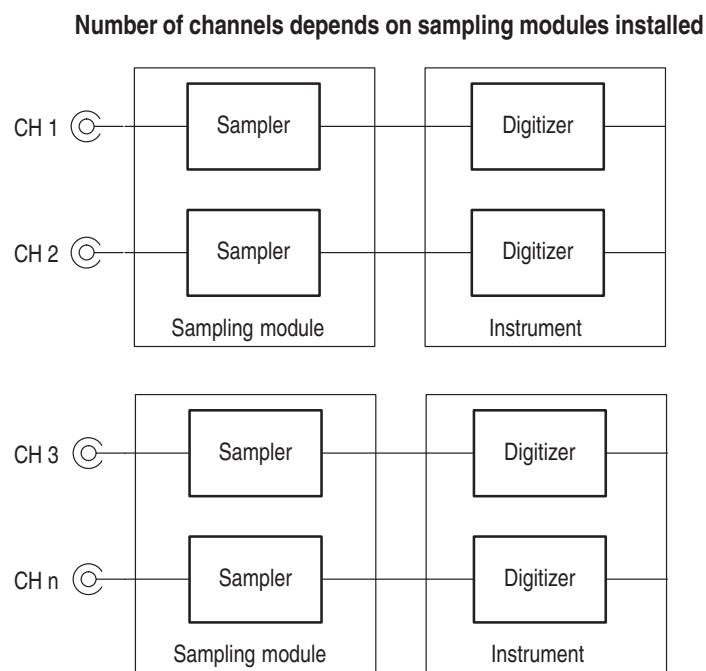 Number of channels depends on sampling modules installed
CH 1
Sampler
Digitizer
CH 2
Sampler
Digitizer
Sampling module
Instrument
CH 3
Sampler
Digitizer
CH n
Sampler
Digitizer
Sampling module
Instrument